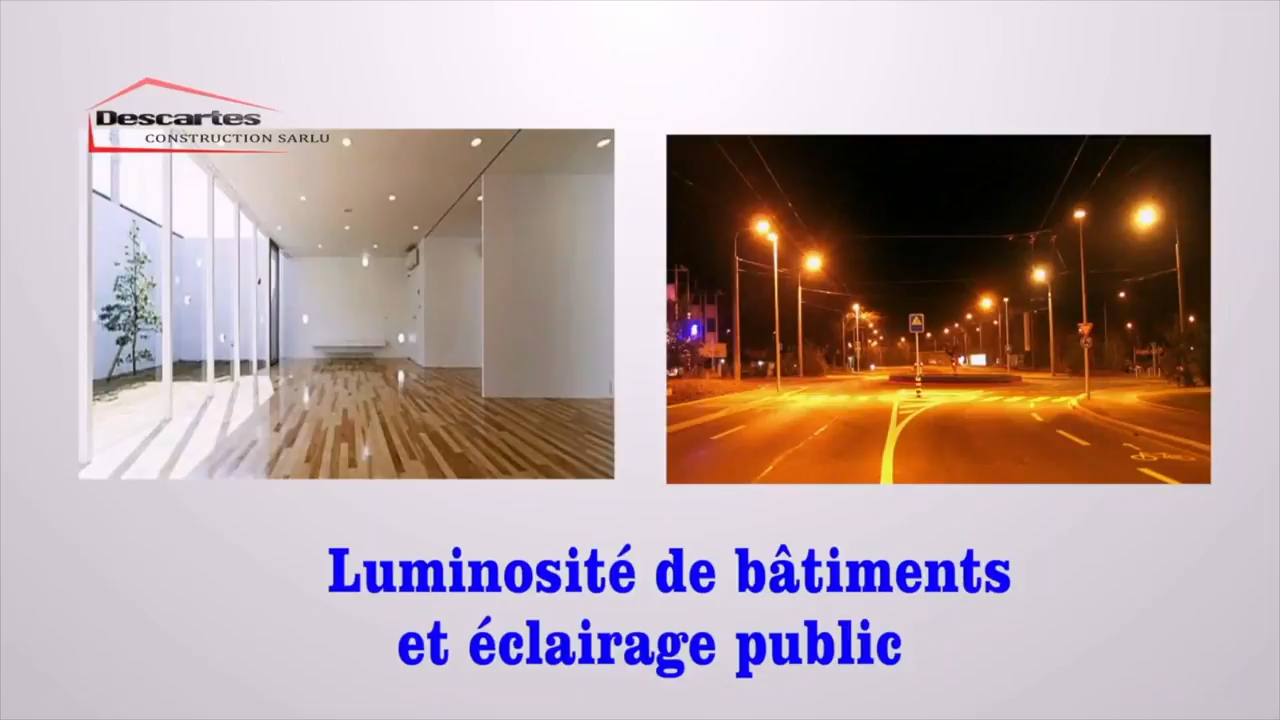 Descartes
CONSTRUCTION SARLU
Luminosité de bâtiments
et éclairage public